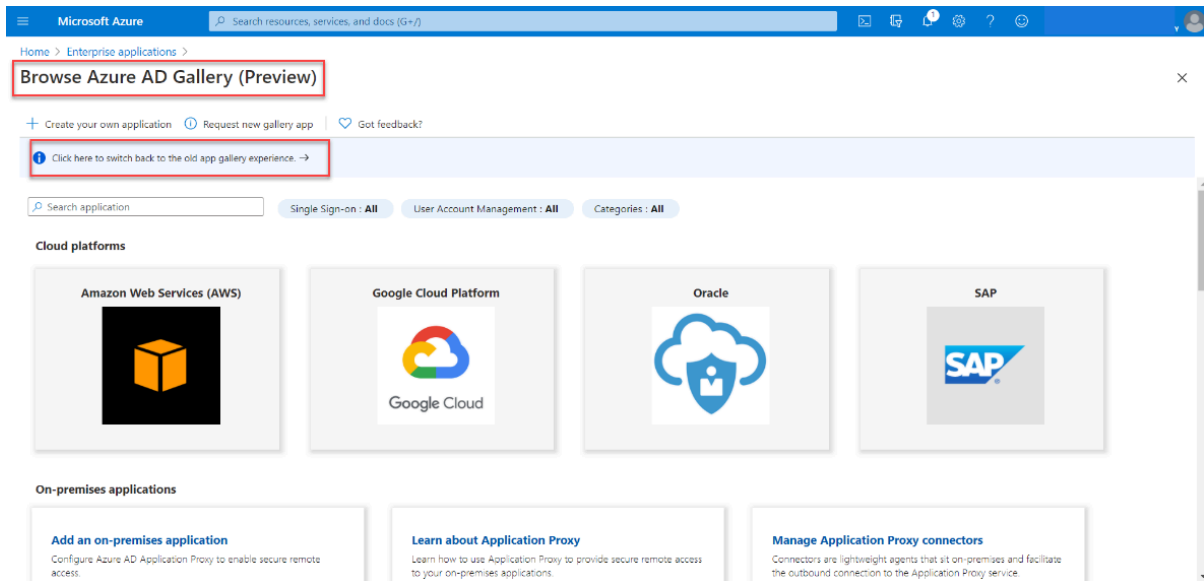 Microsoft Azure
Search resources, services, and docs (G+/)
1
Home > Enterprise applications >
Browse Azure AD Gallery (Preview)
Create your own application
Request new gallery app
Got feedback?
Click here to switch back to the old app gallery experience. →
Search application
Single Sign-on : All
User Account Management : All
Categories : All
Cloud platforms
Amazon Web Services (AWS)
Google Cloud Platform
Oracle
SAP
Google Cloud
SAP
On-premises applications
Add an on-premises application
Configure Azure AD Application Proxy to enable secure remote
access.
Learn about Application Proxy
Learn how to use Application Proxy to provide secure remote access
to your on-premises applications.
Manage Application Proxy connectors
Connectors are lightweight agents that sit on-premises and facilitate
the outbound connection to the Application Proxy service.